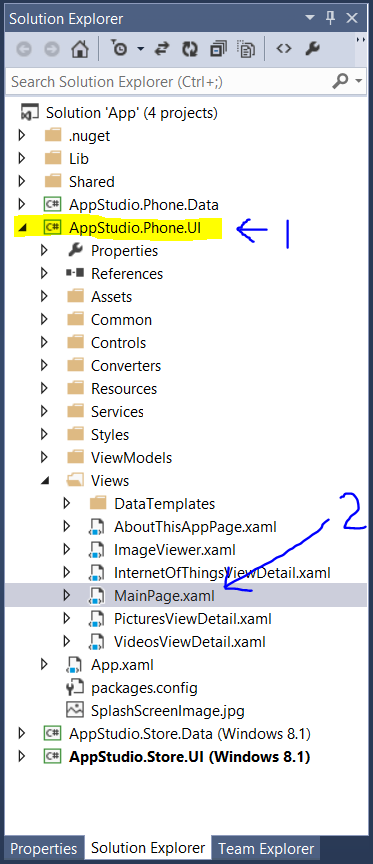 Solution Explorer
Search Solution Explorer (Ctrl+;)
Solution 'App' (4 projects)
.nuget
Lib
Shared
C# AppStudio.Phone.Data
C# AppStudio.Phone.UI 1
Properties
References
Assets
Common
Controls
Converters
Resources
Services
Styles
ViewModels
Views
2
DataTemplates
AboutThisAppPage.xaml
ImageViewer.xaml
InternetOfThingsViewDetail.xaml
MainPage.xaml
PicturesViewDetail.xaml
VideosViewDetail.xaml
App.xaml
packages.config
SplashScreenImage.jpg
C# AppStudio.Store.Data (Windows 8.1)
C# AppStudio.Store.UI (Windows 8.1)
Properties Solution Explorer Team Explorer